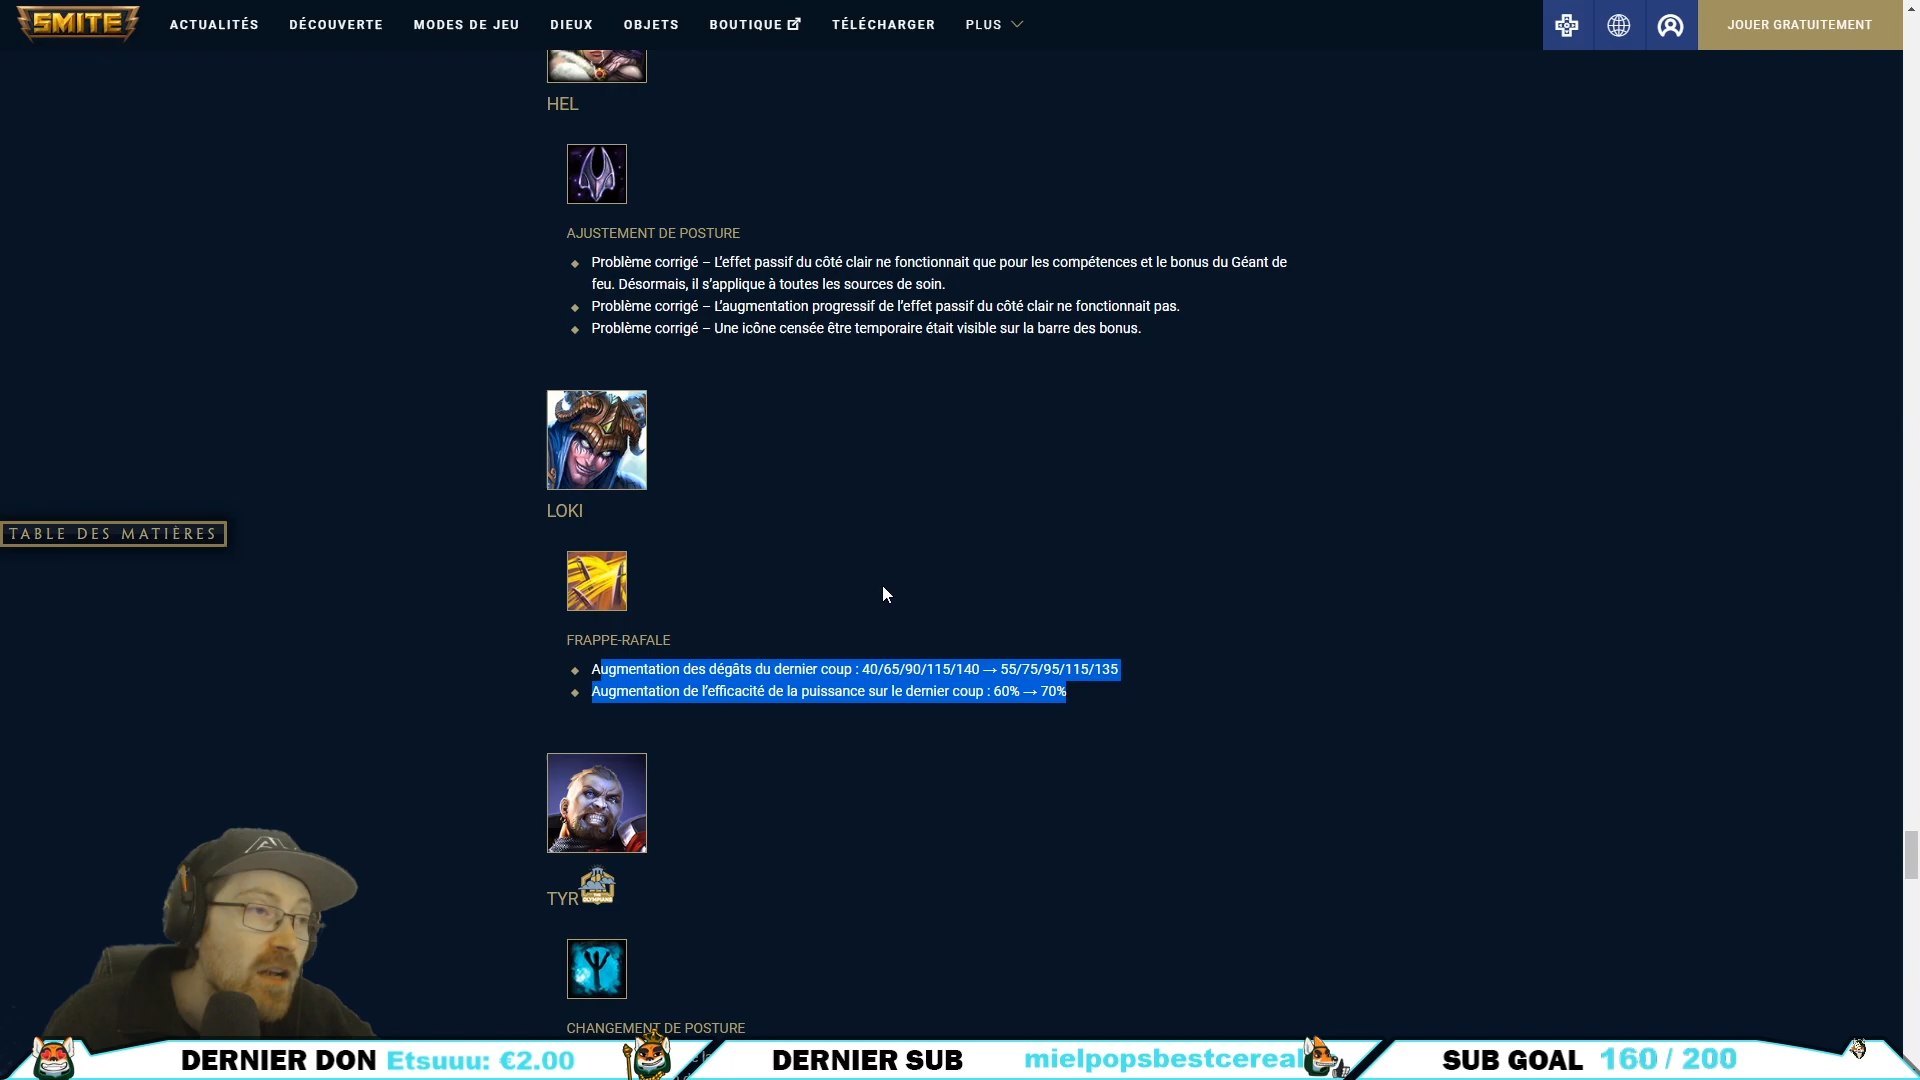 SMITE
ACTUALITÉS DÉCOUVERTE MODES DE JEU DIEUX OBJETS BOUTIQUE TÉLÉCHARGER PLUS
JOUER GRATUITEMENT
HEL
AJUSTEMENT DE POSTURE
Problème corrigé – L’effet passif du côté clair ne fonctionnait que pour les compétences et le bonus du Géant de
feu. Désormais, il s’applique à toutes les sources de soin.
Problème corrigé – L’augmentation progressif de l’effet passif du côté clair ne fonctionnait pas.
Problème corrigé – Une icône censée être temporaire était visible sur la barre des bonus.
LOKI
TABLE DES MATIÈRES
FRAPPE-RAFALE
Augmentation des dégâts du dernier coup : 40/65/90/115/140 → 55/75/95/115/135
Augmentation de l’efficacité de la puissance sur le dernier coup : 60% → 70%
TYR
OLYMPIANS
CHANGEMENT DE POSTURE
DERNIER DON Etsuuu: €2.00
DERNIER SUB mielpopsbestcereal
SUB GOAL 160 / 200